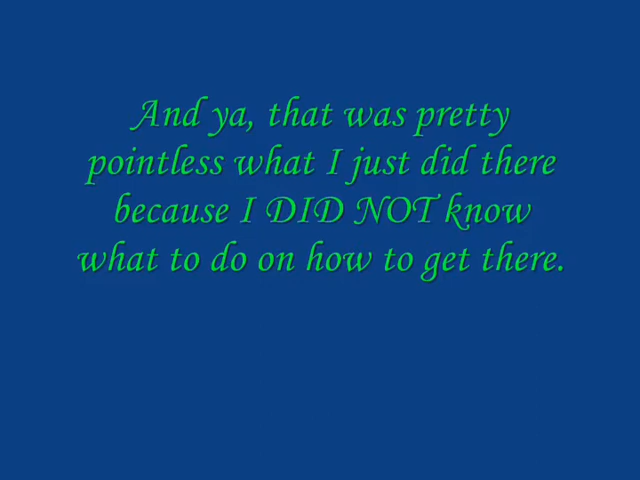 And ya, that was pretty
pointless what I just did there
because I DID NOT know
what to do on how to get there.